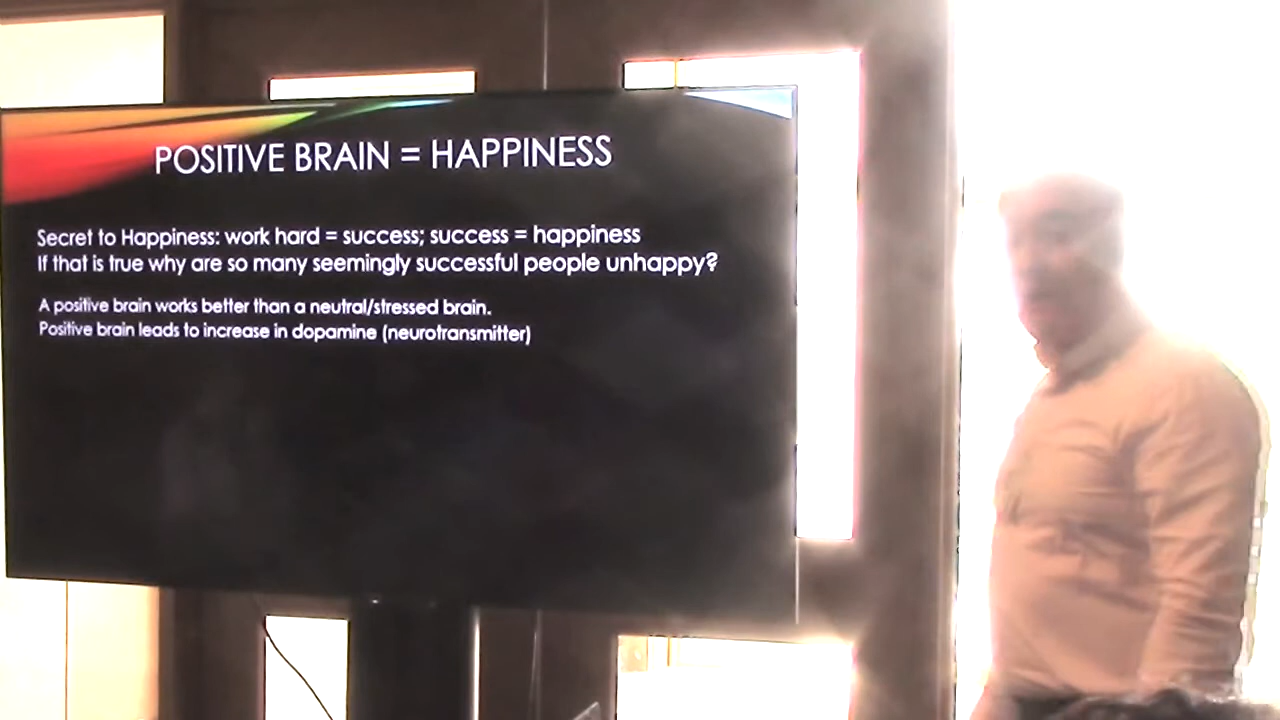 POSITIVE BRAIN = HAPPINESS
Secret to Happiness: work hard = success; success = happiness
If that is true why are so many seemingly successful people unhappy?
A positive brain works better than a neutral/stressed brain.
Positive brain leads to increase in dopamine (neurotransmitter)